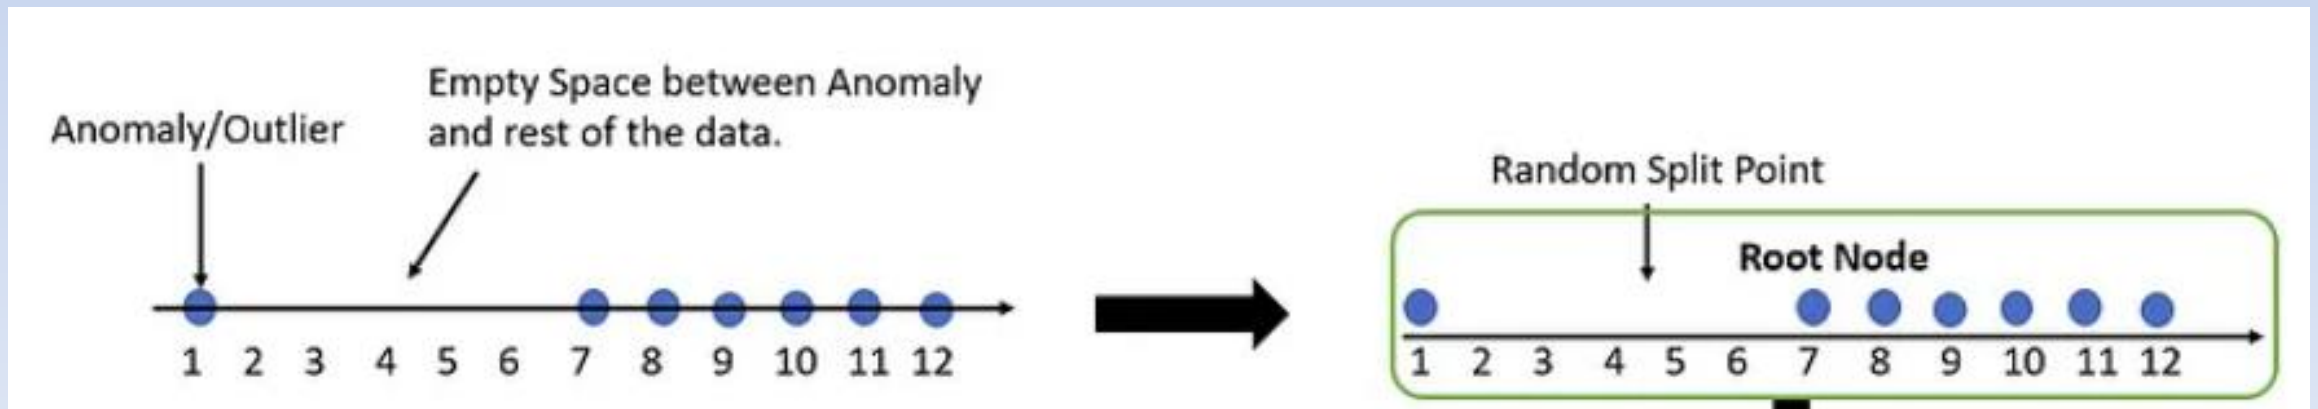 Empty Space between Anomaly
and rest of the data.
Anomaly/Outlier
1 2 3 4 5 6 7 8 9 10 11 12
Random Split Point
Root Node
1 2 3 4 5 6 7 8 9 10 11 12